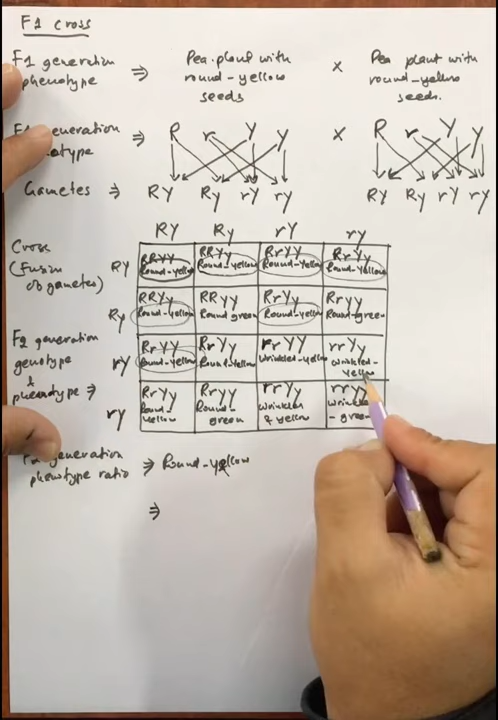 F1 cross
F1 generation Pea plant with × Pea plant with
phenotype ⇒ round-yellow round-yellow
seeds seeds.
generation ⇒ R r Y y × R r Y y
Gametes ⇒ RY Ry rY ry RY Ry rY ry
RY Ry rY ry
Cross
(Fusion
of gametes)
RY RRYY RRYy RrYY RrYy
Round-yellow Round-yellow Round-yellow Round-yellow
Ry RRYy RRyy RrYy Rryy
Round-yellow Round green Round-yellow Round-green
F2 generation
genotype
&
phenotype ⇒
rY RrYY RrYy rrYY rrYy
Round-yellow Round-yellow Wrinkled-yellow Wrinkled-
yellow
ry RrYy Rryy rrYy rryy
Round- Round- Wrinkled
yellow green & yellow - green
generation
phenotype ratio ⇒ Round-yellow
⇒